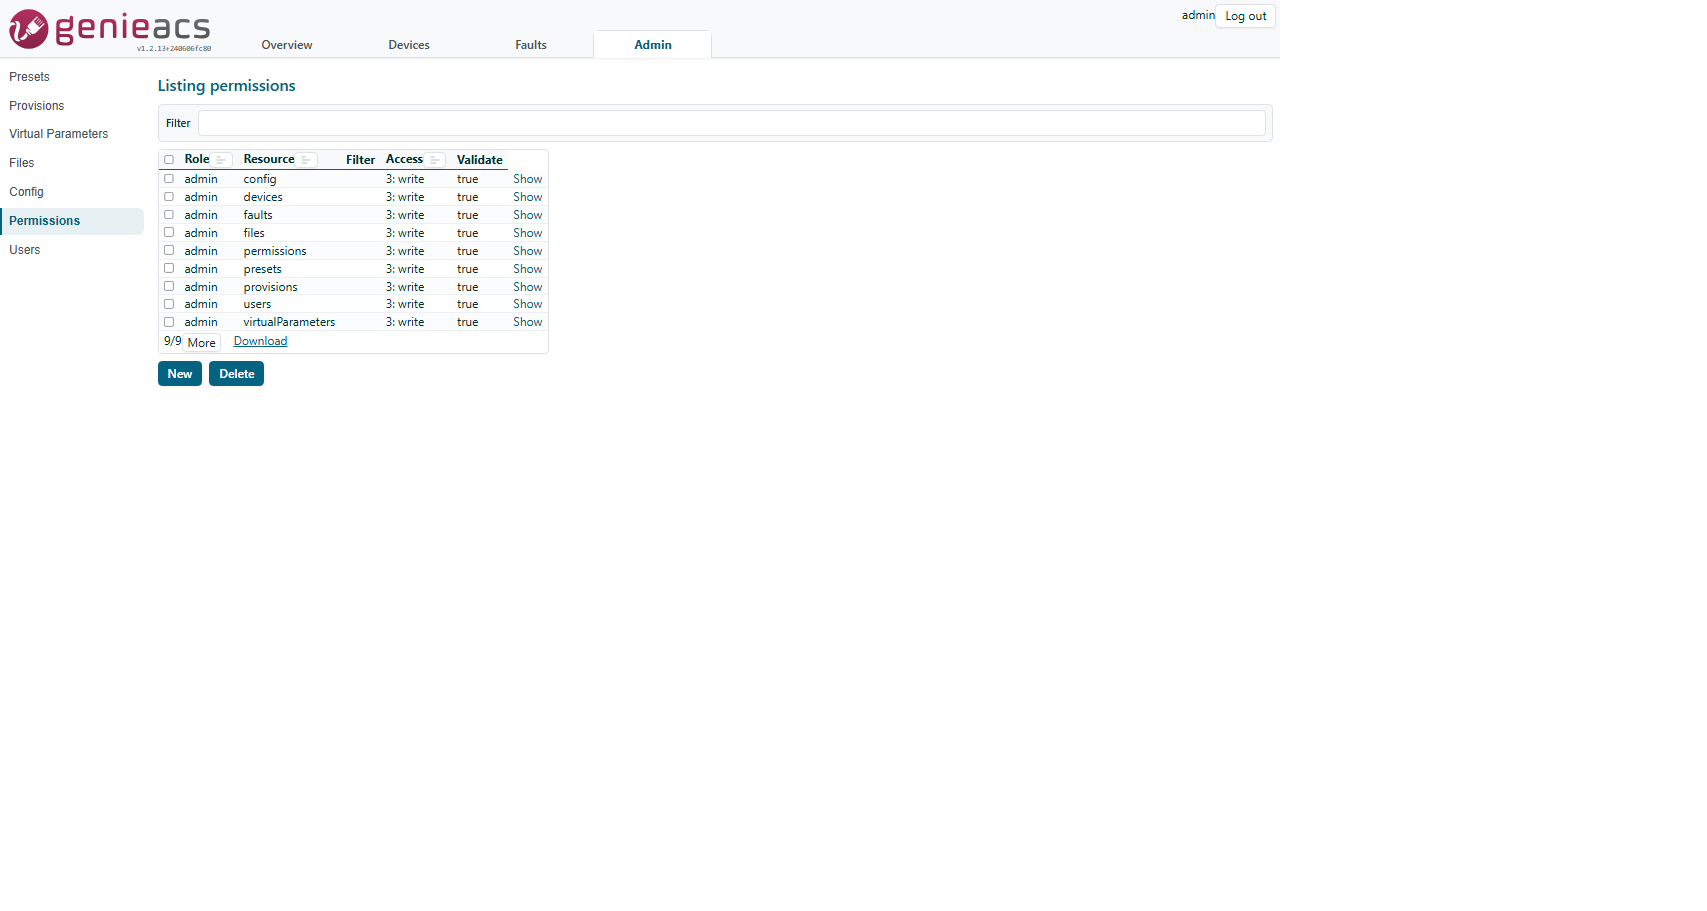 genieacs
v1.2.13+240606fc80
Overview Devices Faults Admin
admin Log out
Presets
Provisions
Virtual Parameters
Files
Config
Permissions
Users
Listing permissions
Filter
Role Resource Filter Access Validate
admin config 3: write true Show
admin devices 3: write true Show
admin faults 3: write true Show
admin files 3: write true Show
admin permissions 3: write true Show
admin presets 3: write true Show
admin provisions 3: write true Show
admin users 3: write true Show
admin virtualParameters 3: write true Show
9/9 More Download
New Delete